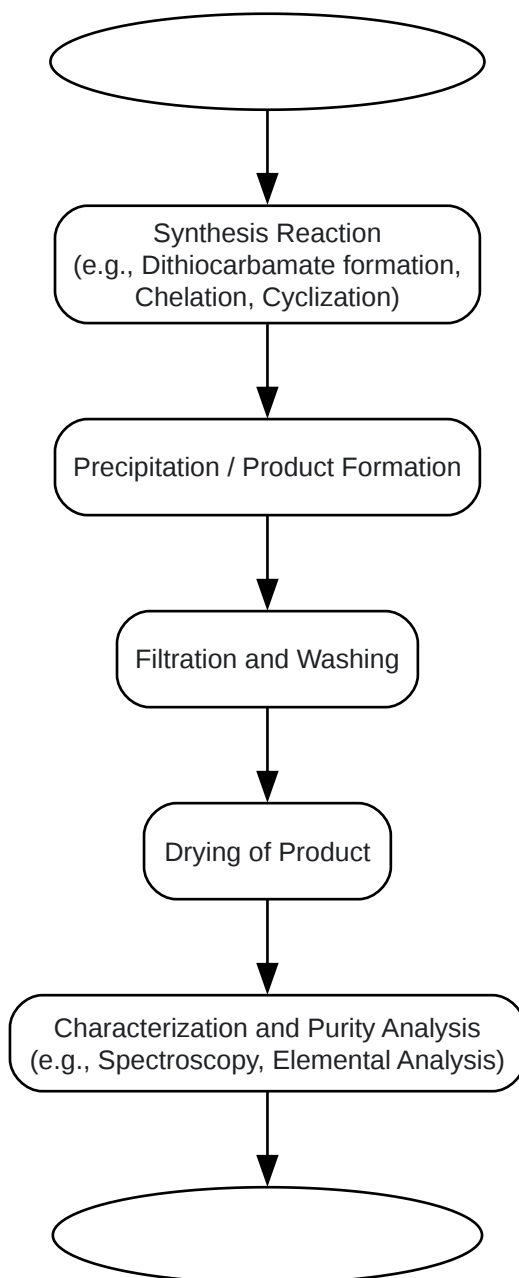 Synthesis Reaction
(e.g., Dithiocarbamate formation,
Chelation, Cyclization)
Precipitation / Product Formation
Filtration and Washing
Drying of Product
Characterization and Purity Analysis
(e.g., Spectroscopy, Elemental Analysis)